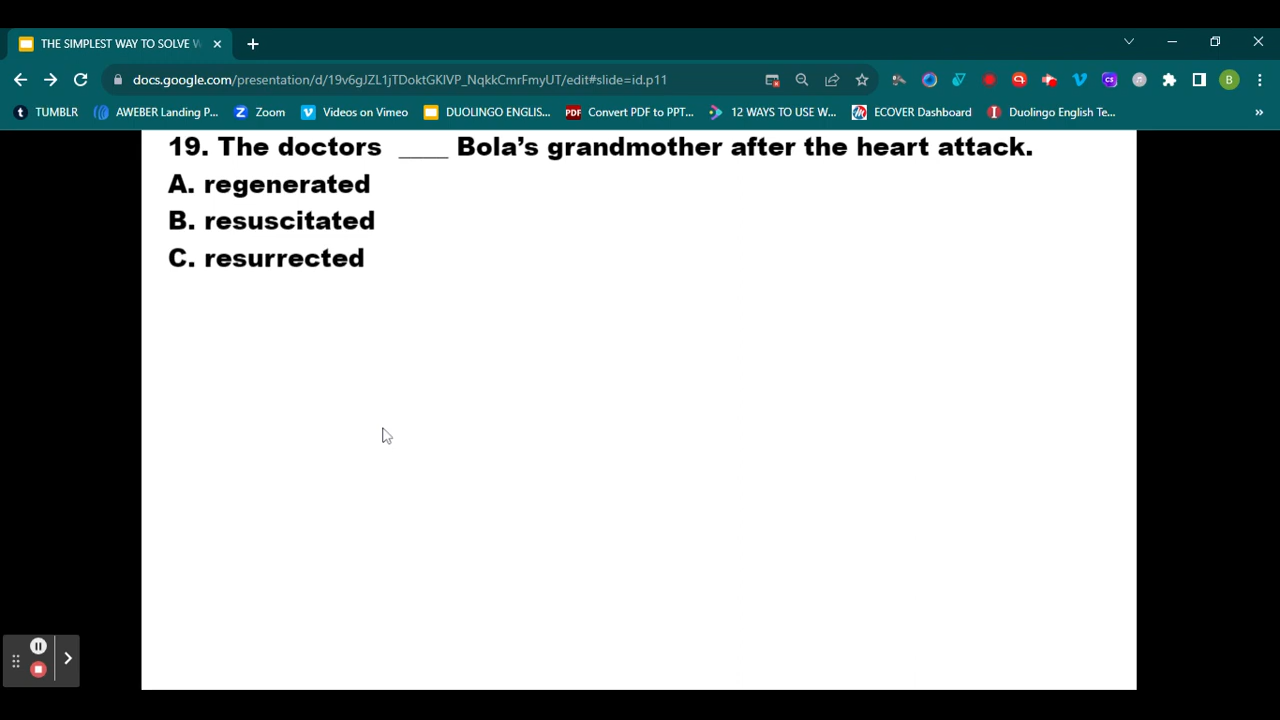 THE SIMPLEST WAY TO SOLVE W
docs.google.com/presentation/d/19v6gJZL1jTDoktGKlVP_NqkkCmrFmyUT/edit#slide=id.p11
B
TUMBLR AWEBER Landing P... Zoom Videos on Vimeo DUOLINGO ENGLIS... PDF Convert PDF to PPT... 12 WAYS TO USE W... ECOVER Dashboard Duolingo English Te... »
19. The doctors ____ Bola’s grandmother after the heart attack.
A. regenerated
B. resuscitated
C. resurrected